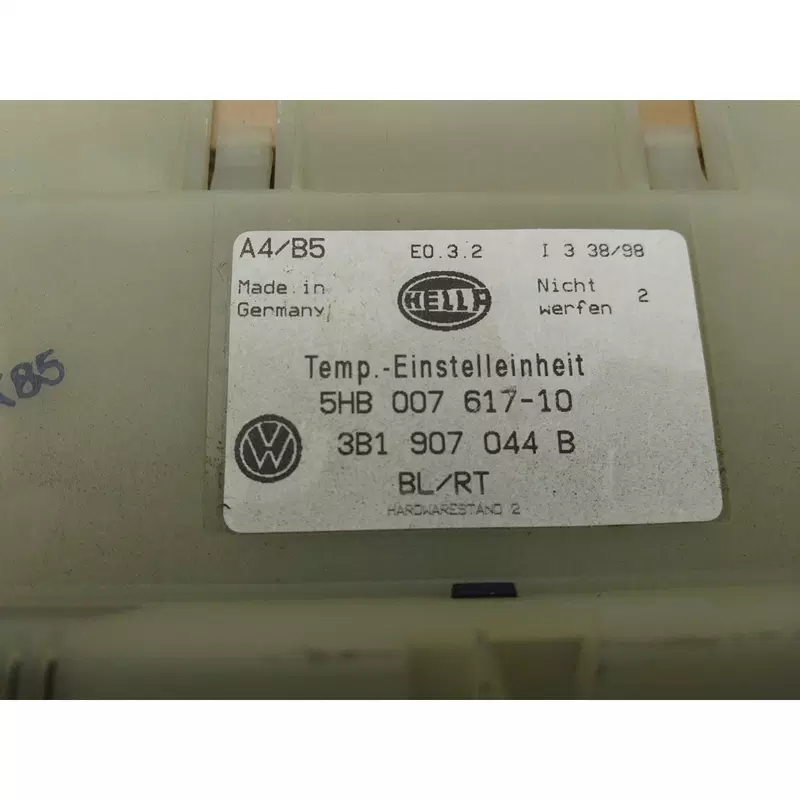 A4/B5 E0.3.2 I 3 38/98
Made in Germany
HELLA
Nicht werfen 2
Temp.-Einstelleinheit
5HB 007 617-10
3B1 907 044 B
VW
BL/RT
HARDWARESTAND 2